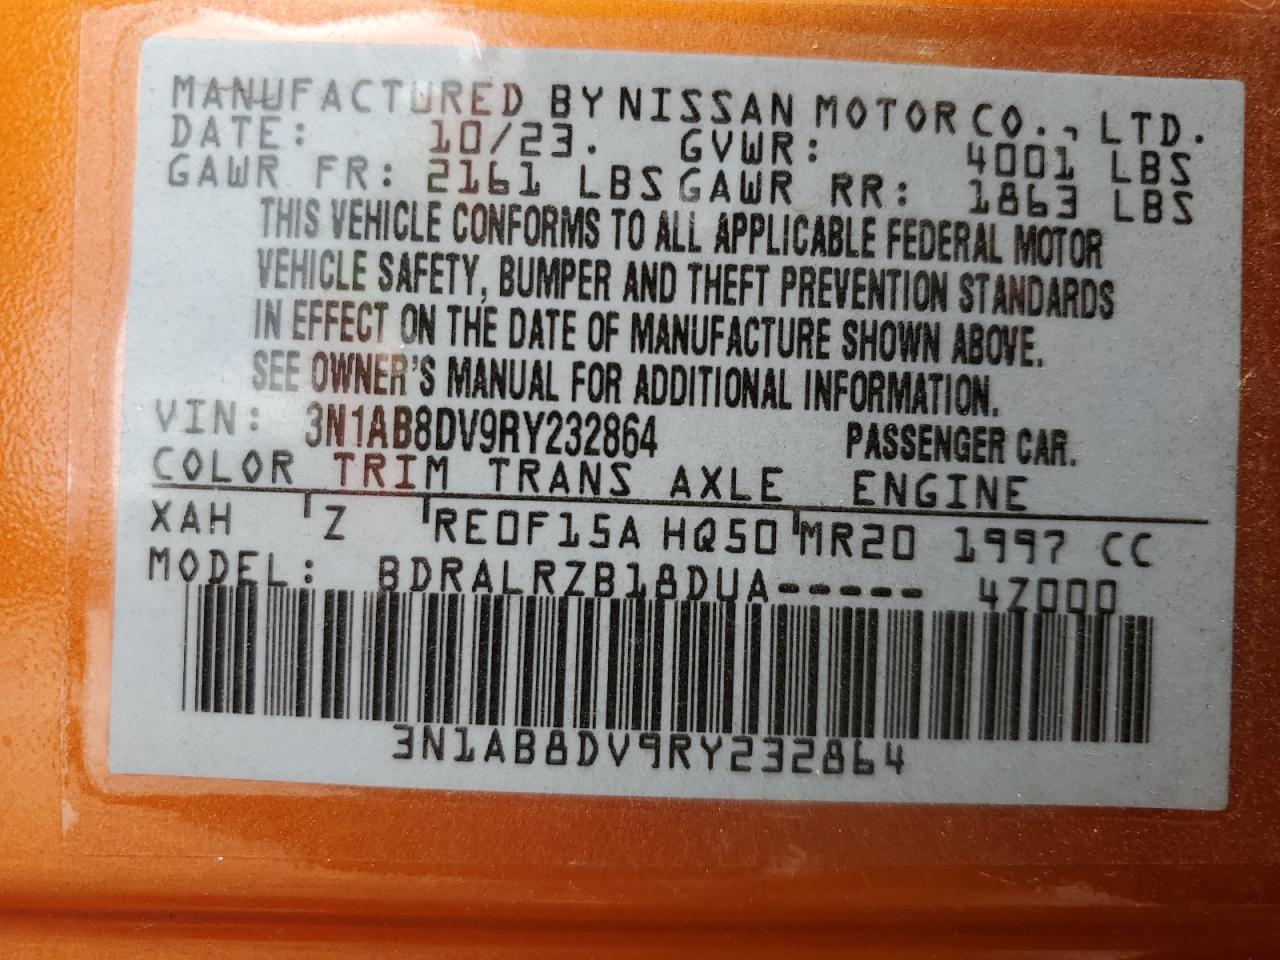 MANUFACTURED BY NISSAN MOTOR CO., LTD.
DATE: 10/23. GVWR: 4001 LBS
GAWR FR: 2161 LBS GAWR RR: 1863 LBS
THIS VEHICLE CONFORMS TO ALL APPLICABLE FEDERAL MOTOR
VEHICLE SAFETY, BUMPER AND THEFT PREVENTION STANDARDS
IN EFFECT ON THE DATE OF MANUFACTURE SHOWN ABOVE.
SEE OWNER'S MANUAL FOR ADDITIONAL INFORMATION.
VIN: 3N1AB8DV9RY232864 PASSENGER CAR.
COLOR TRIM TRANS AXLE ENGINE
XAH Z RE0F15A HQ50 MR20 1997 CC
MODEL: BDRALRZB18DUA----- 4Z000
3N1AB8DV9RY232864